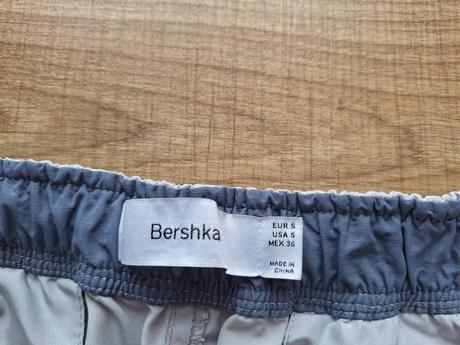 Bershka
EUR S
USA S
MEX 36
MADE IN
CHINA